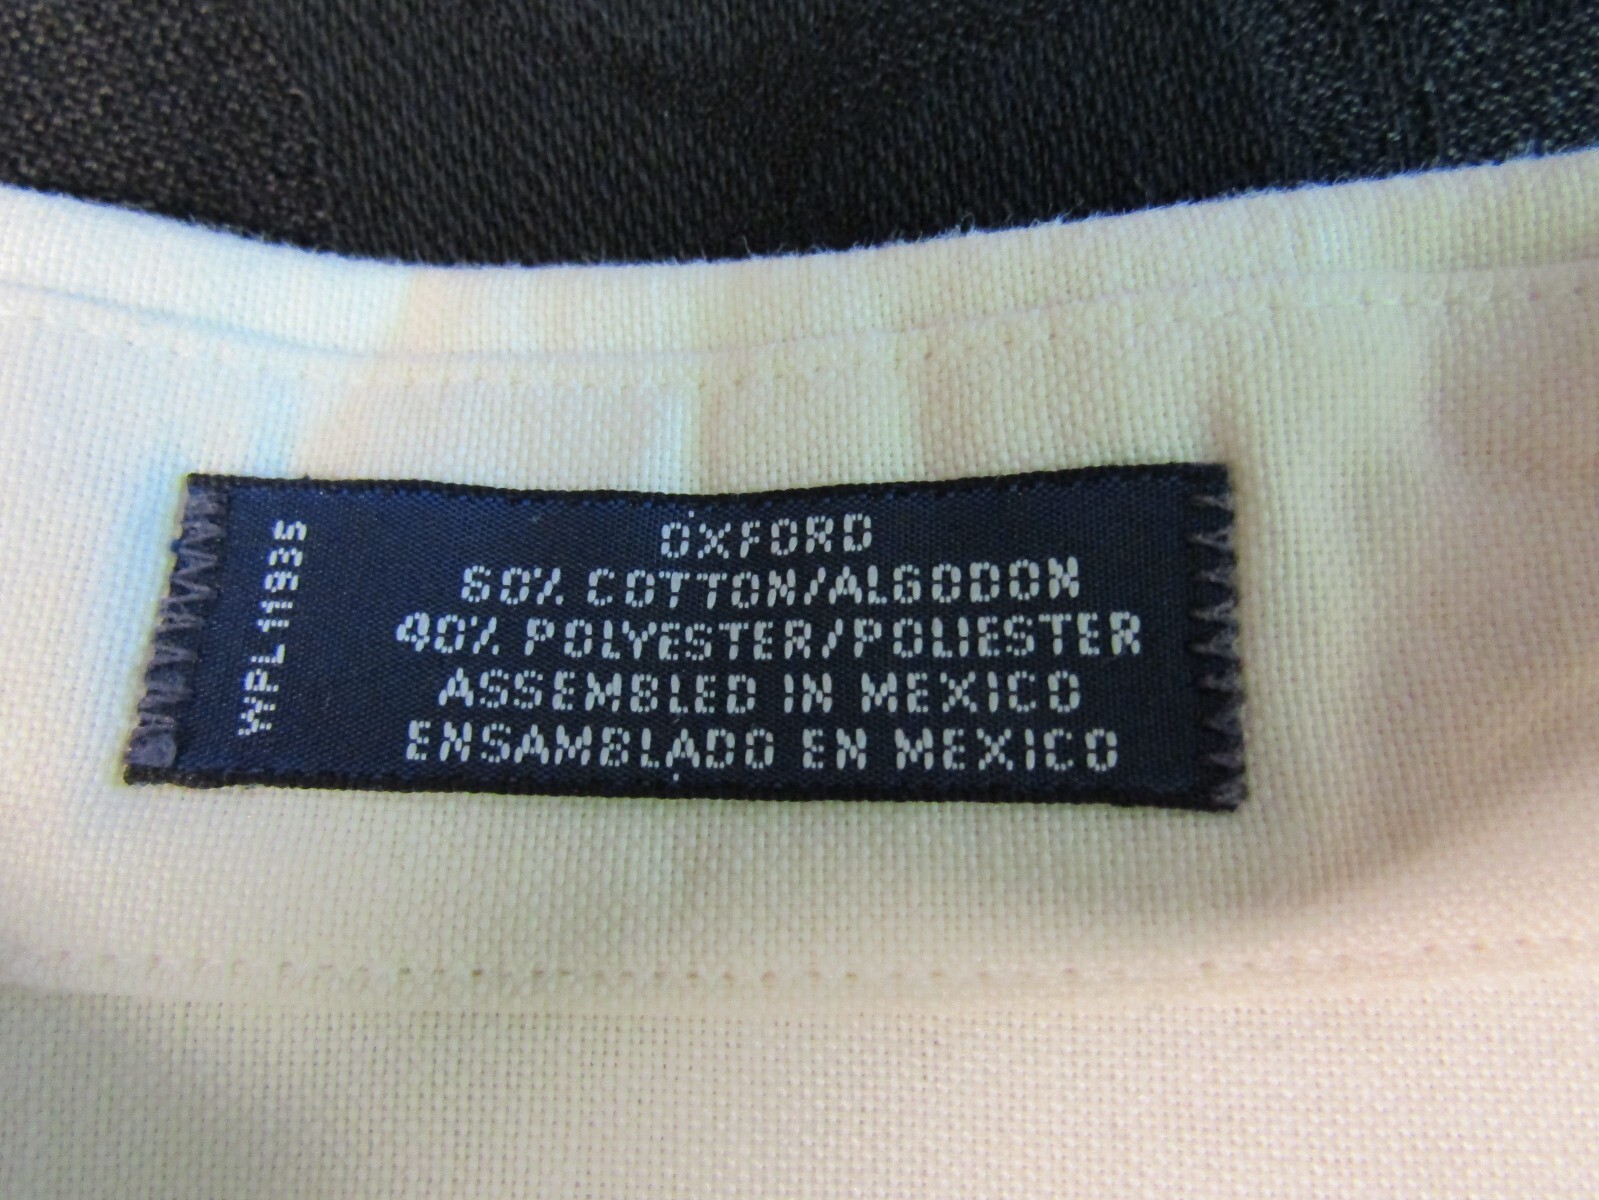 WPL 11935
OXFORD
60% COTTON/ALGODON
40% POLYESTER/POLIESTER
ASSEMBLED IN MEXICO
ENSAMBLADO EN MEXICO